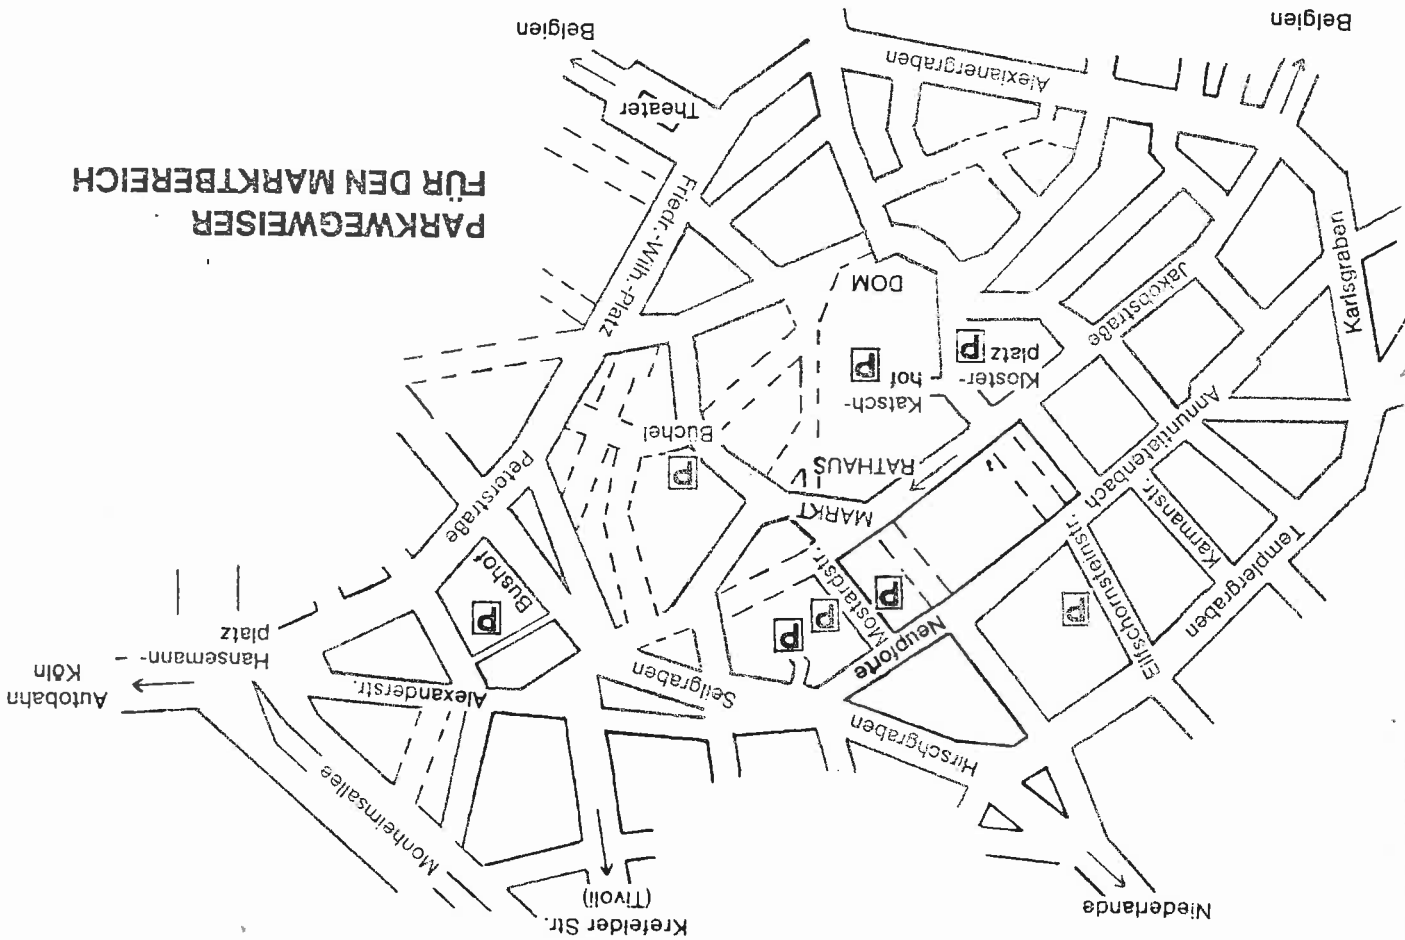 Krefelder Str.
(Tivoli)
Niederlande
Monheimsallee
Hirschgraben
Autobahn
Köln
Hansemann-
platz
Alexanderstr.
Seilgraben
Neupforte
Mostardstr.
P
P
P
P
P
Bushof
Templergraben
Elfschornsteinstr.
Karmanstr.
Annuntiatenbach
MARKT
RATHAUS
Peterstraße
P
Büchel
Katsch-
hof
P
Kloster-
platz
P
DOM
Jakobstraße
Karlsgraben
Friedr.-Wilh.-Platz
PARKWEGWEISER
FÜR DEN MARKTBEREICH
Theater
Alexianergraben
Belgien
Belgien